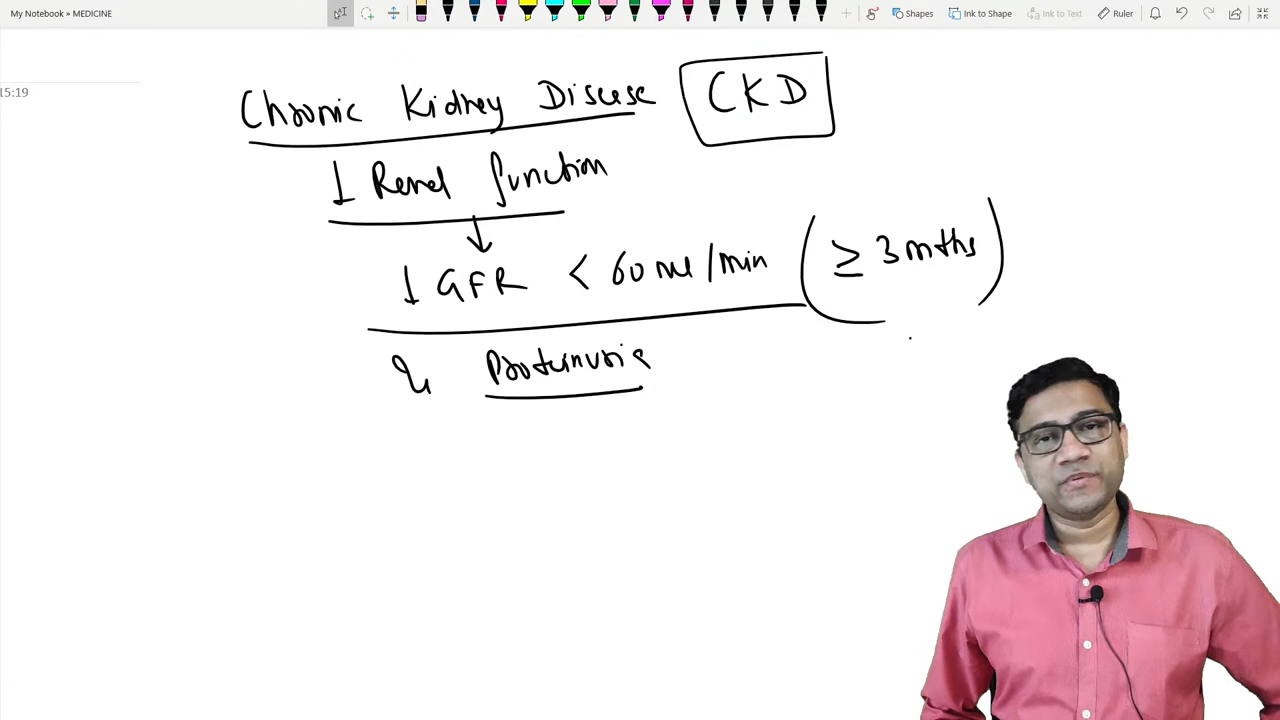 My Notebook » MEDICINE
Shapes Ink to Shape Ink to Text Ruler
15:19
Chronic Kidney Disease CKD
↓ Renal function
↓
↓ GFR < 60 ml/min (≥ 3 mths)
Proteinuria